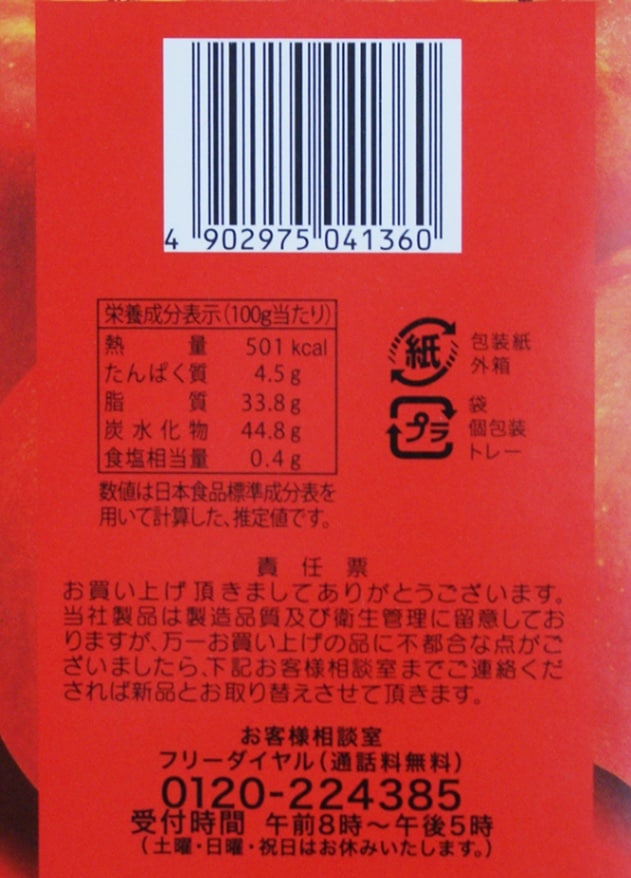 4 902975 041360
栄養成分表示(100g当たり)
熱量 501kcal
たんぱく質 4.5g
脂質 33.8g
炭水化物 44.8g
食塩相当量 0.4g
数値は日本食品標準成分表を
用いて計算した、推定値です。
紙
包装紙
外箱
プラ
袋
個包装
トレー
責任票
お買い上げ頂きましてありがとうございます。
当社製品は製造品質及び衛生管理に留意してお
りますが、万一お買い上げの品に不都合な点がご
ざいましたら、下記お客様相談室までご連絡くだ
されば新品とお取り替えさせて頂きます。
お客様相談室
フリーダイヤル(通話料無料)
0120-224385
受付時間 午前8時〜午後5時
(土曜・日曜・祝日はお休みいたします。)